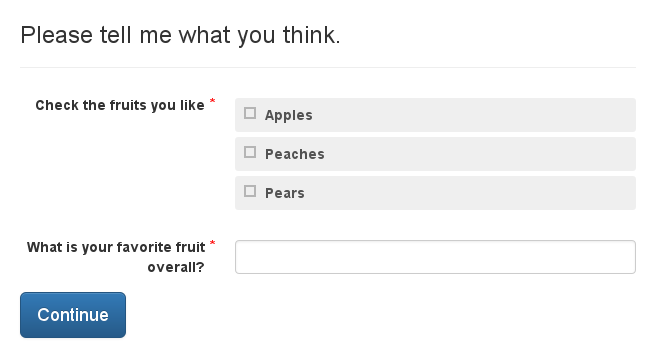 Please tell me what you think.
Check the fruits you like *
Apples
Peaches
Pears
What is your favorite fruit *
overall?
Continue